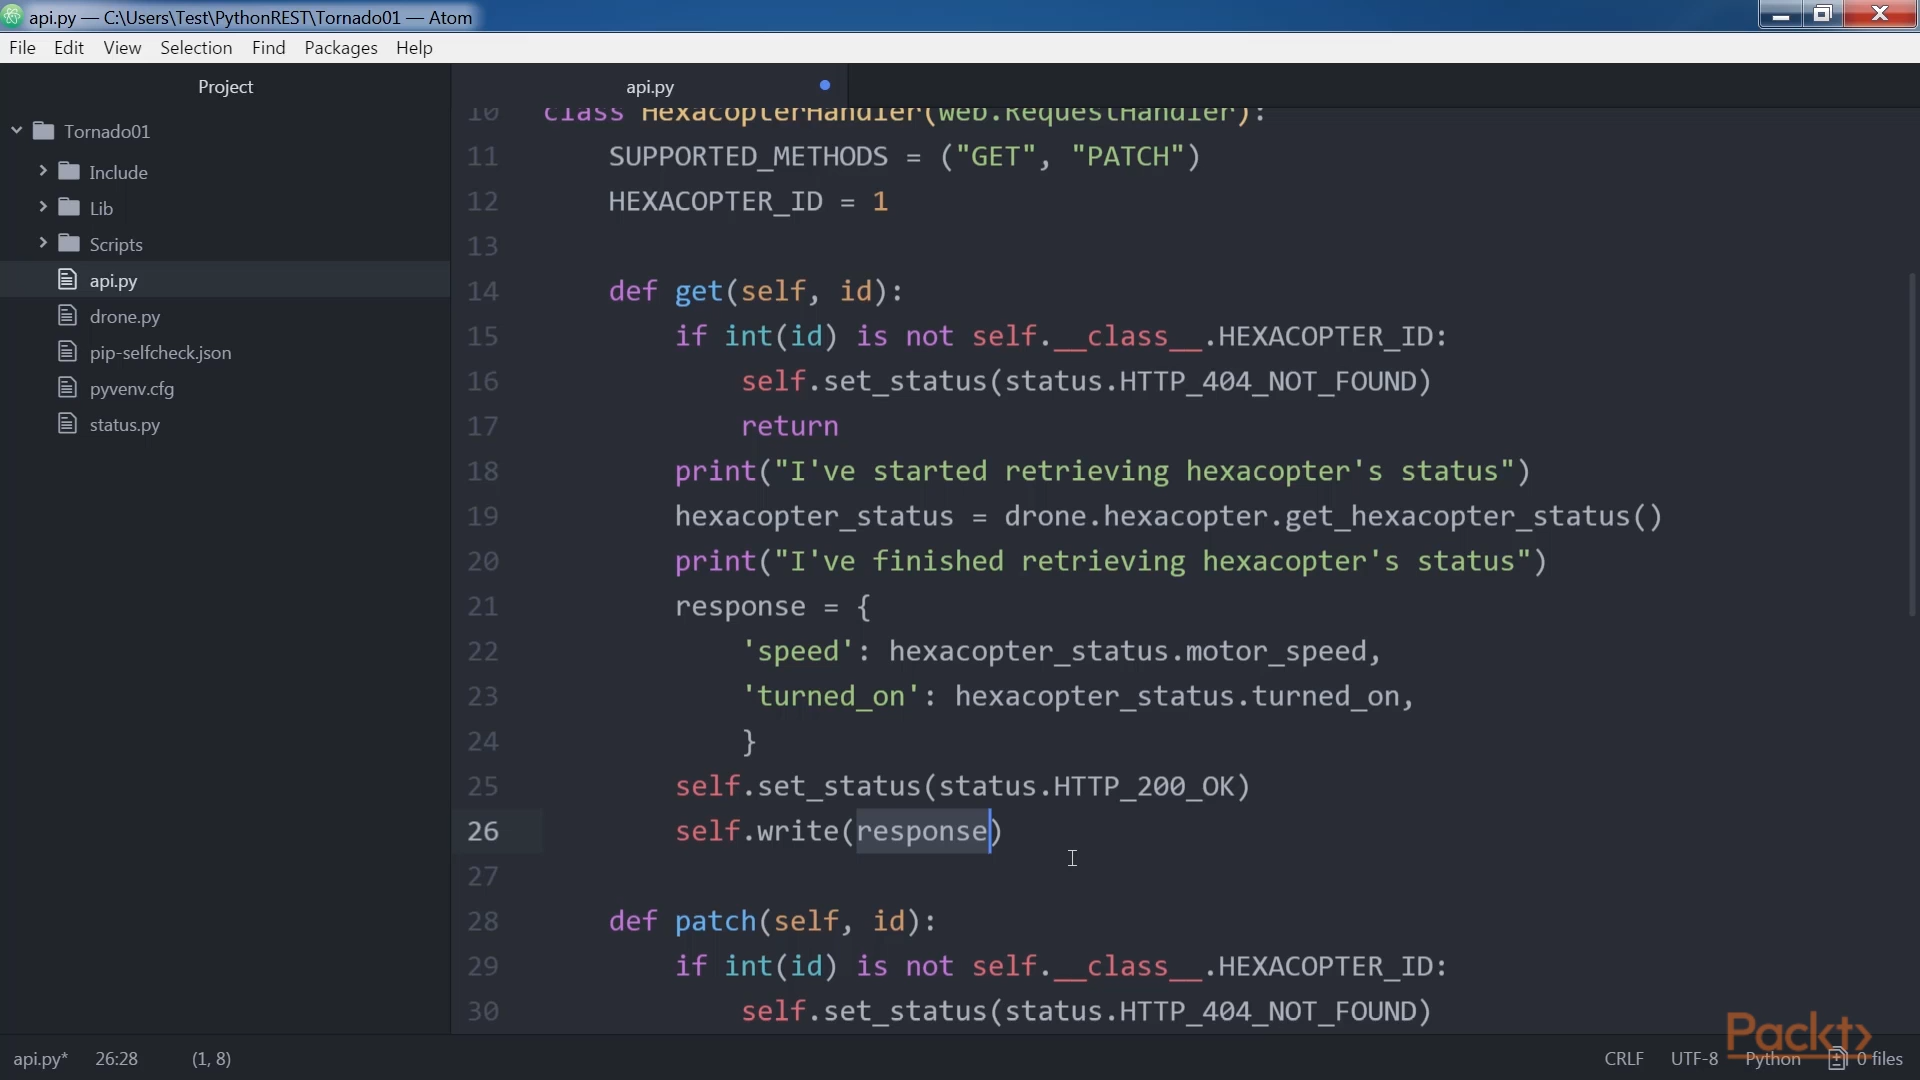 api.py — C:\Users\Test\PythonREST\Tornado01 — Atom
File Edit View Selection Find Packages Help
Project
api.py
Tornado01
Include
Lib
Scripts
api.py
drone.py
pip-selfcheck.json
pyvenv.cfg
status.py
10 class HexacopterHandler(web.RequestHandler):
11 SUPPORTED_METHODS = ("GET", "PATCH")
12 HEXACOPTER_ID = 1
13
14 def get(self, id):
15 if int(id) is not self.__class__.HEXACOPTER_ID:
16 self.set_status(status.HTTP_404_NOT_FOUND)
17 return
18 print("I've started retrieving hexacopter's status")
19 hexacopter_status = drone.hexacopter.get_hexacopter_status()
20 print("I've finished retrieving hexacopter's status")
21 response = {
22 'speed': hexacopter_status.motor_speed,
23 'turned_on': hexacopter_status.turned_on,
24 }
25 self.set_status(status.HTTP_200_OK)
26 self.write(response)
27
28 def patch(self, id):
29 if int(id) is not self.__class__.HEXACOPTER_ID:
30 self.set_status(status.HTTP_404_NOT_FOUND)
Packt>
api.py* 26:28 (1, 8) CRLF UTF-8 Python 0 files